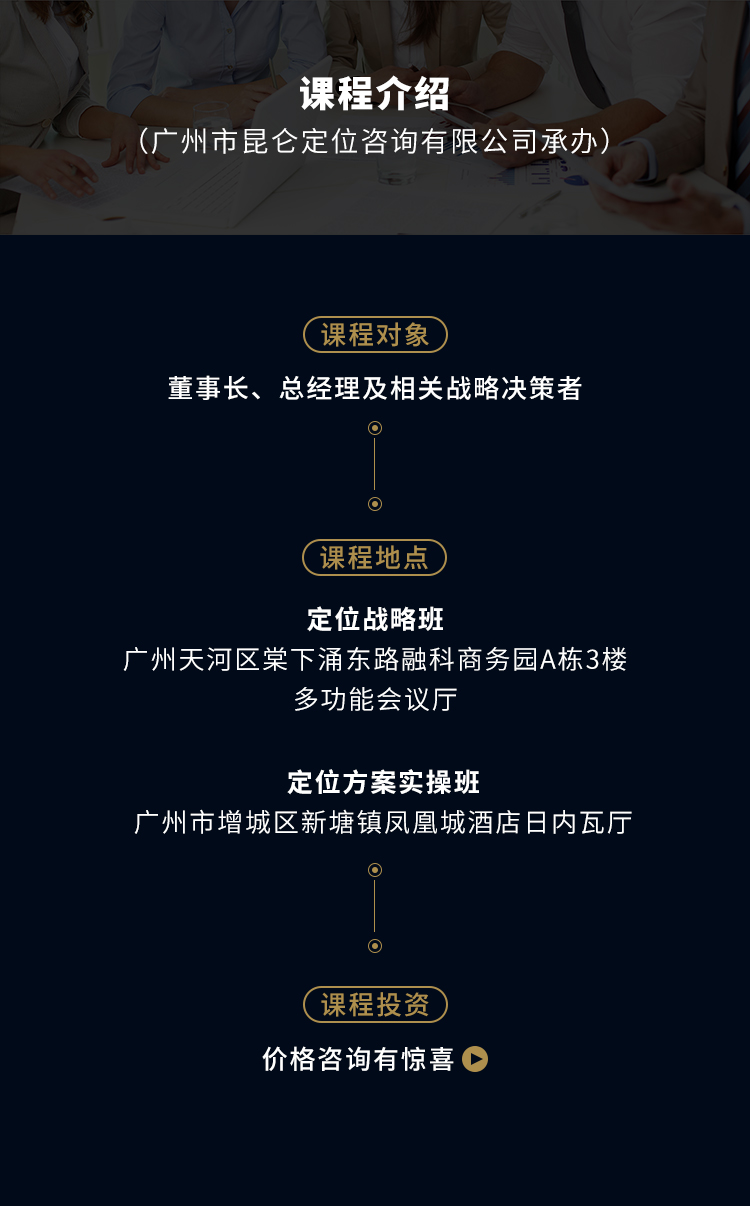 课程介绍
（广州市昆仑定位咨询有限公司承办）
课程对象
董事长、总经理及相关战略决策者
课程地点
定位战略班
广州天河区棠下涌东路融科商务园A栋3楼
多功能会议厅
定位方案实操班
广州市增城区新塘镇凤凰城酒店日内瓦厅
课程投资
价格咨询有惊喜